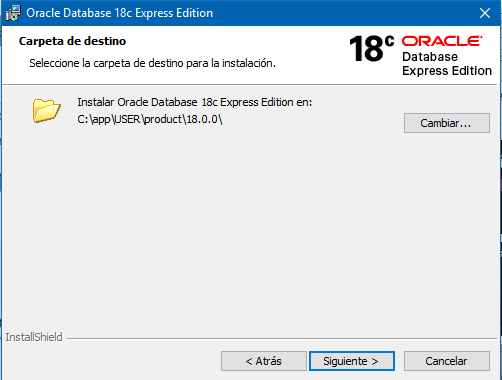 Oracle Database 18c Express Edition
Carpeta de destino
Seleccione la carpeta de destino para la instalación.
18c ORACLE
Database
Express Edition
Instalar Oracle Database 18c Express Edition en:
C:\app\USER\product\18.0.0\
Cambiar...
InstallShield
< Atrás
Siguiente >
Cancelar